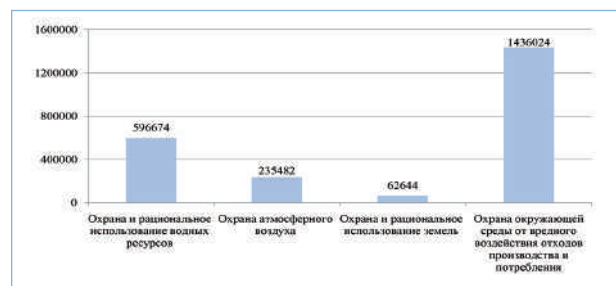 1600000
1436024
1200000
800000
596674
400000
235482
62644
0
Охрана и рациональное
использование водных
ресурсов
Охрана атмосферного
воздуха
Охрана и рациональное
использование земель
Охрана окружающей
среды от вредного
воздействия отходов
производства и
потребления